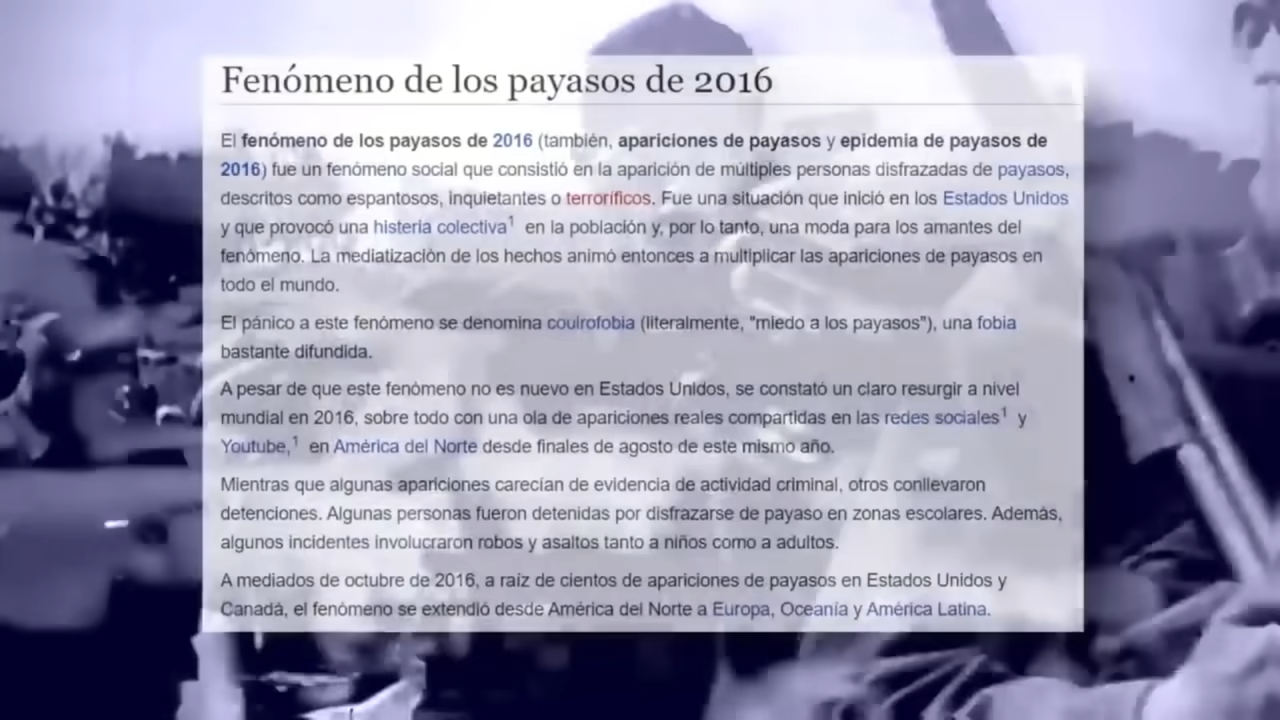 Fenómeno de los payasos de 2016
El fenómeno de los payasos de 2016 (también, apariciones de payasos y epidemia de payasos de
2016) fue un fenómeno social que consistió en la aparición de múltiples personas disfrazadas de payasos,
descritos como espantosos, inquietantes o terroríficos. Fue una situación que inició en los Estados Unidos
y que provocó una histeria colectiva1 en la población y, por lo tanto, una moda para los amantes del
fenómeno. La mediatización de los hechos animó entonces a multiplicar las apariciones de payasos en
todo el mundo.
El pánico a este fenómeno se denomina coulrofobia (literalmente, "miedo a los payasos"), una fobia
bastante difundida.
A pesar de que este fenómeno no es nuevo en Estados Unidos, se constató un claro resurgir a nivel
mundial en 2016, sobre todo con una ola de apariciones reales compartidas en las redes sociales1 y
Youtube,1 en América del Norte desde finales de agosto de este mismo año.
Mientras que algunas apariciones carecían de evidencia de actividad criminal, otros conllevaron
detenciones. Algunas personas fueron detenidas por disfrazarse de payaso en zonas escolares. Además,
algunos incidentes involucraron robos y asaltos tanto a niños como a adultos.
A mediados de octubre de 2016, a raíz de cientos de apariciones de payasos en Estados Unidos y
Canadá, el fenómeno se extendió desde América del Norte a Europa, Oceanía y América Latina.